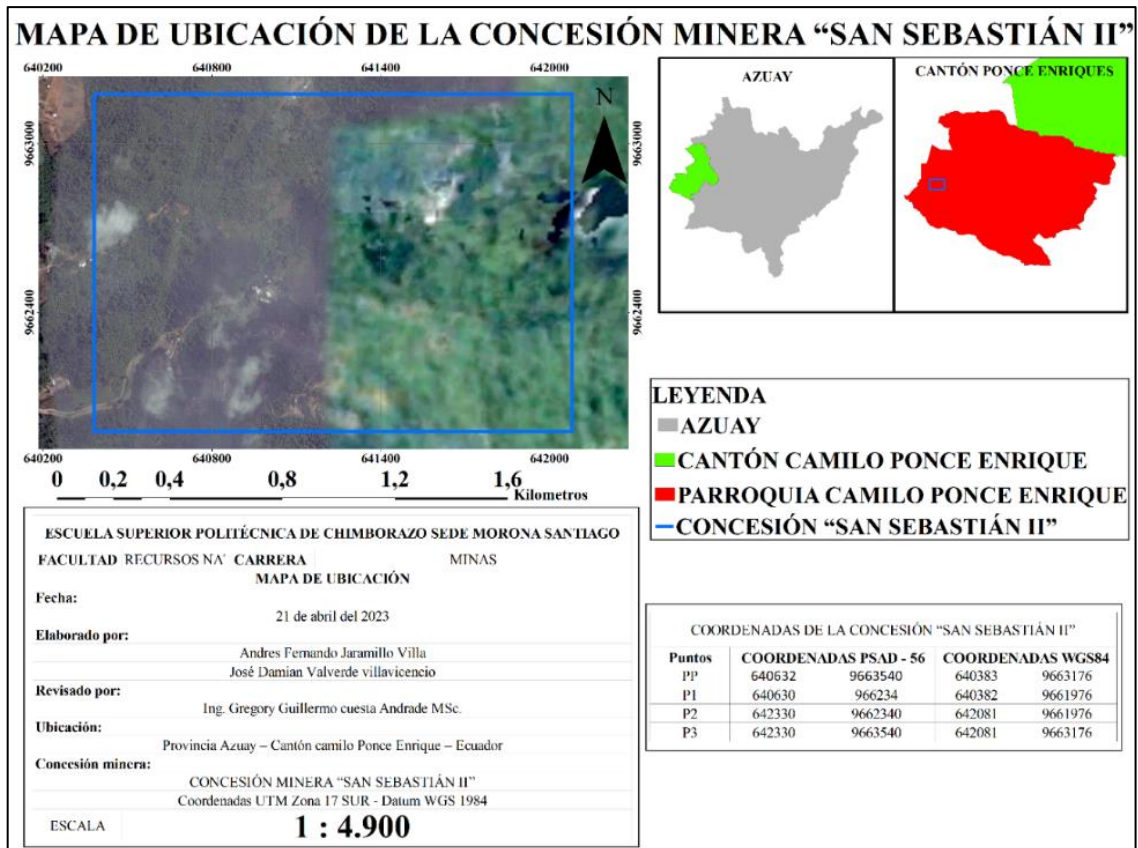 MAPA DE UBICACIÓN DE LA CONCESIÓN MINERA “SAN SEBASTIÁN II”
640200 640800 641400 642000
N
9663000 9663000
9662400 9662400
640200 640800 641400 642000
0 0,2 0,4 0,8 1,2 1,6
Kilometros
AZUAY
CANTÓN PONCE ENRIQUES
LEYENDA
AZUAY
CANTÓN CAMILO PONCE ENRIQUE
PARROQUIA CAMILO PONCE ENRIQUE
CONCESIÓN “SAN SEBASTIÁN II”
ESCUELA SUPERIOR POLITÉCNICA DE CHIMBORAZO SEDE MORONA SANTIAGO
FACULTAD RECURSOS NA' CARRERA MINAS
MAPA DE UBICACIÓN
Fecha:
21 de abril del 2023
Elaborado por:
Andres Fernando Jaramillo Villa
José Damian Valverde villavicencio
Revisado por:
Ing. Gregory Guillermo cuesta Andrade MSc.
Ubicación:
Provincia Azuay – Cantón camilo Ponce Enrique – Ecuador
Concesión minera:
CONCESIÓN MINERA “SAN SEBASTIÁN II”
Coordenadas UTM Zona 17 SUR - Datum WGS 1984
ESCALA 1 : 4.900
COORDENADAS DE LA CONCESIÓN “SAN SEBASTIÁN II”
Puntos COORDENADAS PSAD - 56 COORDENADAS WGS84
PP 640632 9663540 640383 9663176
P1 640630 966234 640382 9661976
P2 642330 9662340 642081 9661976
P3 642330 9663540 642081 9663176